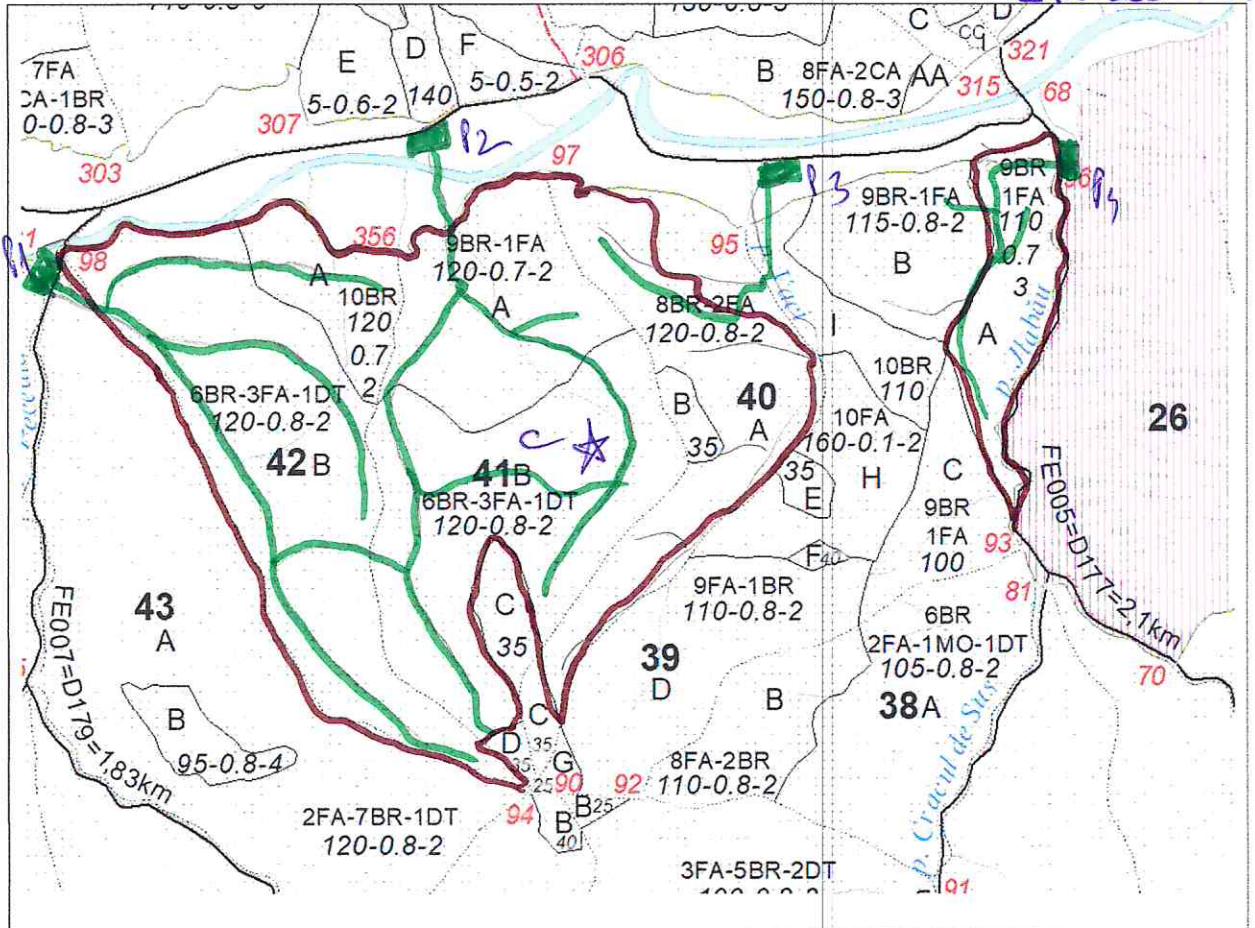 E
D
F
C
D
CQ
321
306
B
8FA-2CA
150-0.8-3
AA
315
68
7FA
CA-1BR
0-0.8-3
5-0.6-2
140
5-0.5-2
307
303
P2
97
P3
9BR
1FA
110
0.7
3
P4
9BR-1FA
115-0.8-2
B
1
P1
98
356
9BR-1FA
120-0.7-2
95
A
10BR
120
0.7
2
A
8BR-2FA
120-0.8-2
I
A
p. Habău
6BR-3FA-1DT
120-0.8-2
B
35
40
A
10BR
110
10FA
160-0.1-2
26
42B
C
41B
6BR-3FA-1DT
120-0.8-2
35
E
H
C
9BR
1FA
100
93
FE005=D177=2,1km
F40
81
43
A
FE007=D179=1,83km
C
35
9FA-1BR
110-0.8-2
6BR
2FA-1MO-1DT
105-0.8-2
39
D
B
38A
70
B
95-0.8-4
C
D
35
G
35
25
90
92
8FA-2BR
110-0.8-2
94
B
40
B25
2FA-7BR-1DT
120-0.8-2
p. Cracul de Sus
3FA-5BR-2DT
91